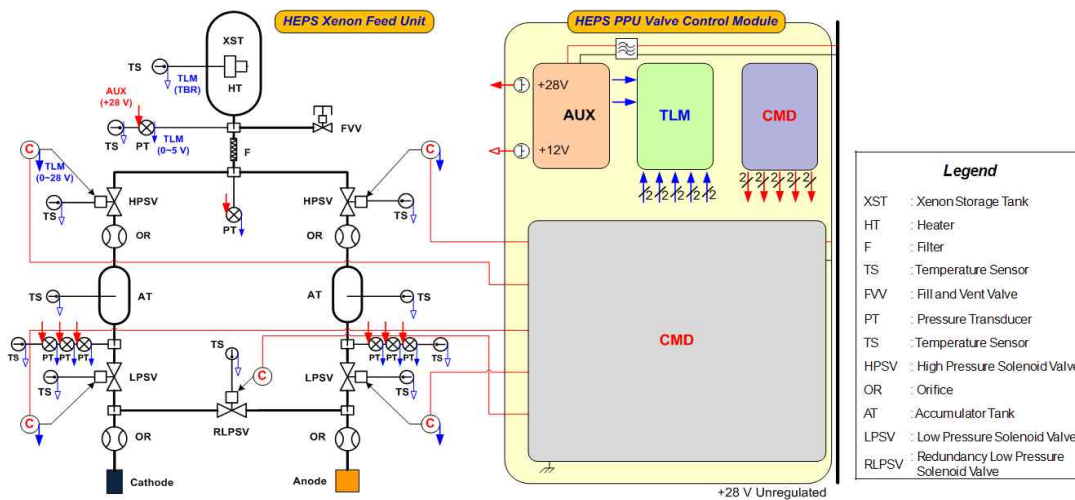 HEPS Xenon Feed Unit
HEPS PPU Valve Control Module
XST
TS
TLM
(TBR)
HT
AUX
(+28 V)
TS
PT
TLM
(0~5 V)
FVV
F
C
TLM
(0~28 V)
C
TS
HPSV
PT
HPSV
TS
OR
OR
TS
AT
AT
TS
TS
PT
PT
PT
TS
PT
PT
PT
TS
TS
LPSV
C
LPSV
TS
C
RLPSV
C
OR
OR
Cathode
Anode
+28V
AUX
+12V
TLM
CMD
2
2
2
2
2
2
2
2
2
2
CMD
+28 V Unregulated
Legend
XST : Xenon Storage Tank
HT : Heater
F : Filter
TS : Temperature Sensor
FVV : Fill and Vent Valve
PT : Pressure Transducer
TS : Temperature Sensor
HPSV : High Pressure Solenoid Valve
OR : Orifice
AT : Accumulator Tank
LPSV : Low Pressure Solenoid Valve
RLPSV : Redundancy Low Pressure
Solenoid Valve